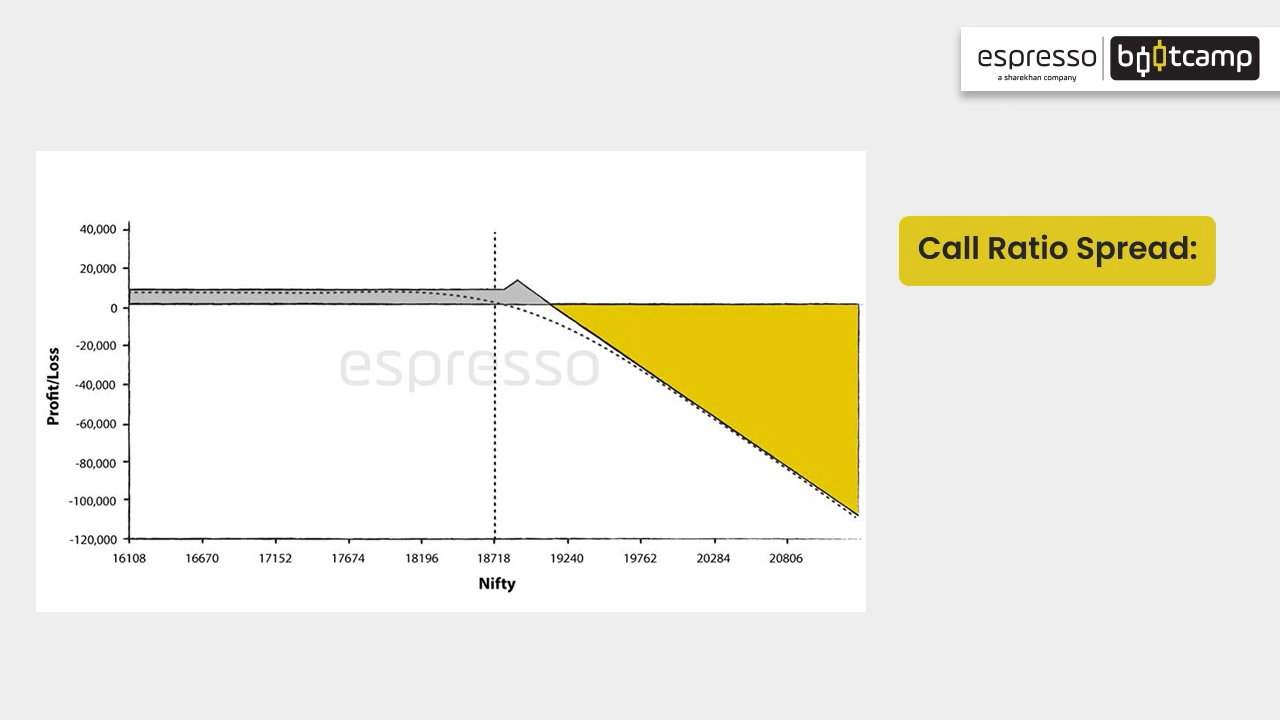 espresso
a sharekhan company
bootcamp
Call Ratio Spread:
40,000
20,000
0
-20,000
-40,000
-60,000
-80,000
-100,000
-120,000
Profit/Loss
espresso
16108 16670 17152 17674 18196 18718 19240 19762 20284 20806
Nifty